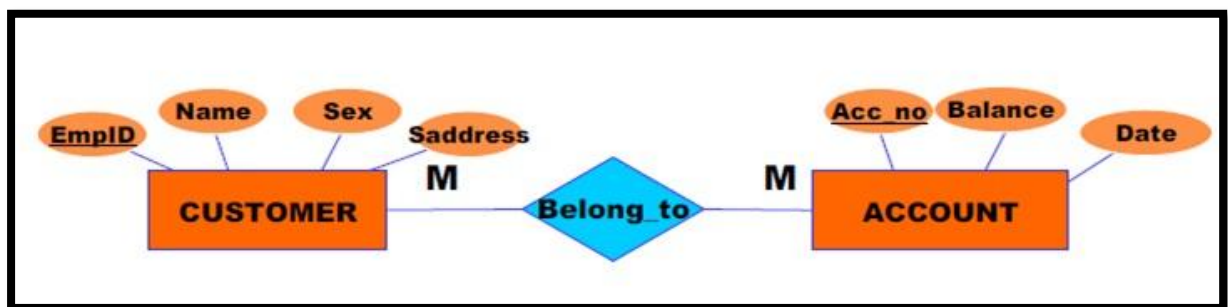 Name
Sex
Acc_no
Balance
EmpID
Saddress
Date
M
M
CUSTOMER
Belong_to
ACCOUNT